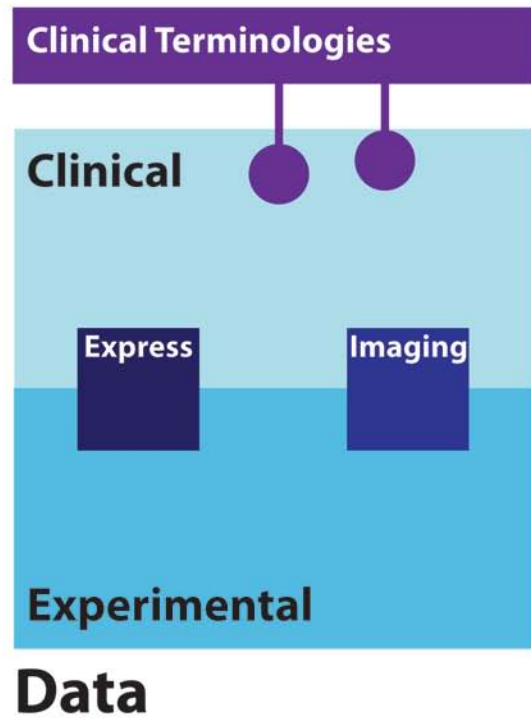 Clinical Terminologies
Clinical
Express
Imaging
Experimental
Data